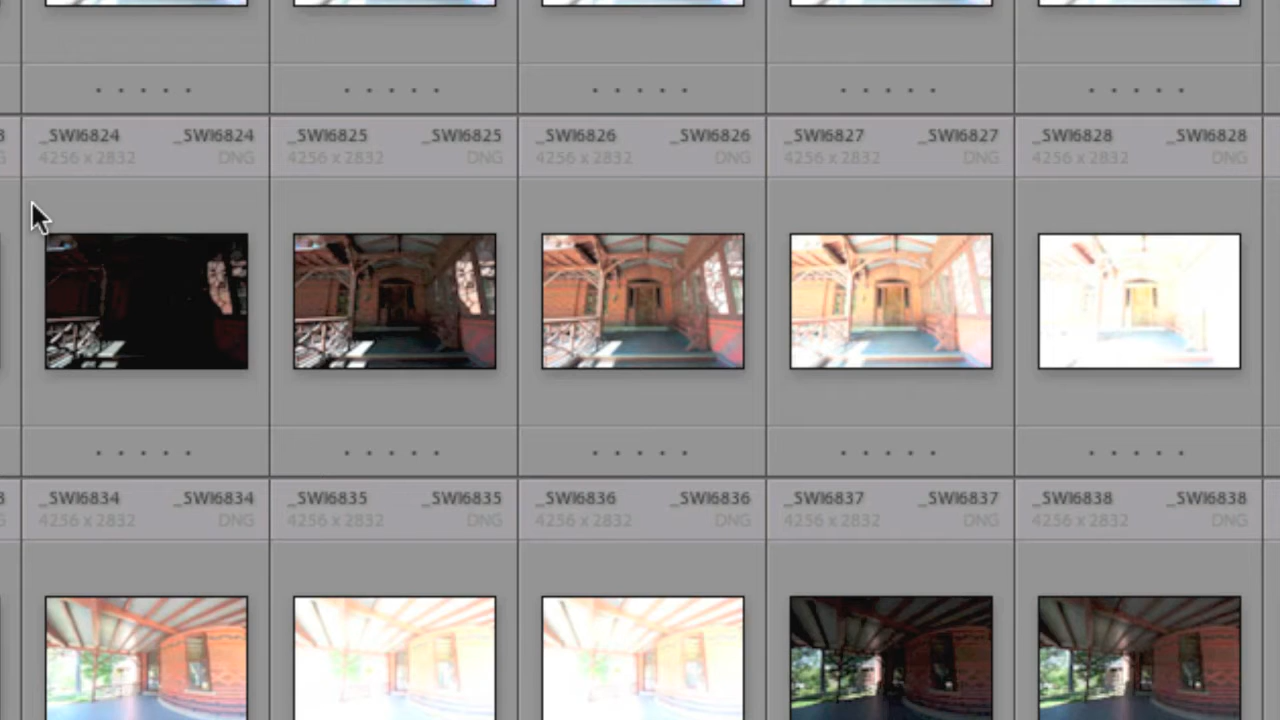 _SWI6824 _SWI6824 _SWI6825 _SWI6825 _SWI6826 _SWI6826 _SWI6827 _SWI6827 _SWI6828 _SWI6828
4256 x 2832 DNG 4256 x 2832 DNG 4256 x 2832 DNG 4256 x 2832 DNG 4256 x 2832 DNG
_SWI6834 _SWI6834 _SWI6835 _SWI6835 _SWI6836 _SWI6836 _SWI6837 _SWI6837 _SWI6838 _SWI6838
4256 x 2832 DNG 4256 x 2832 DNG 4256 x 2832 DNG 4256 x 2832 DNG 4256 x 2832 DNG